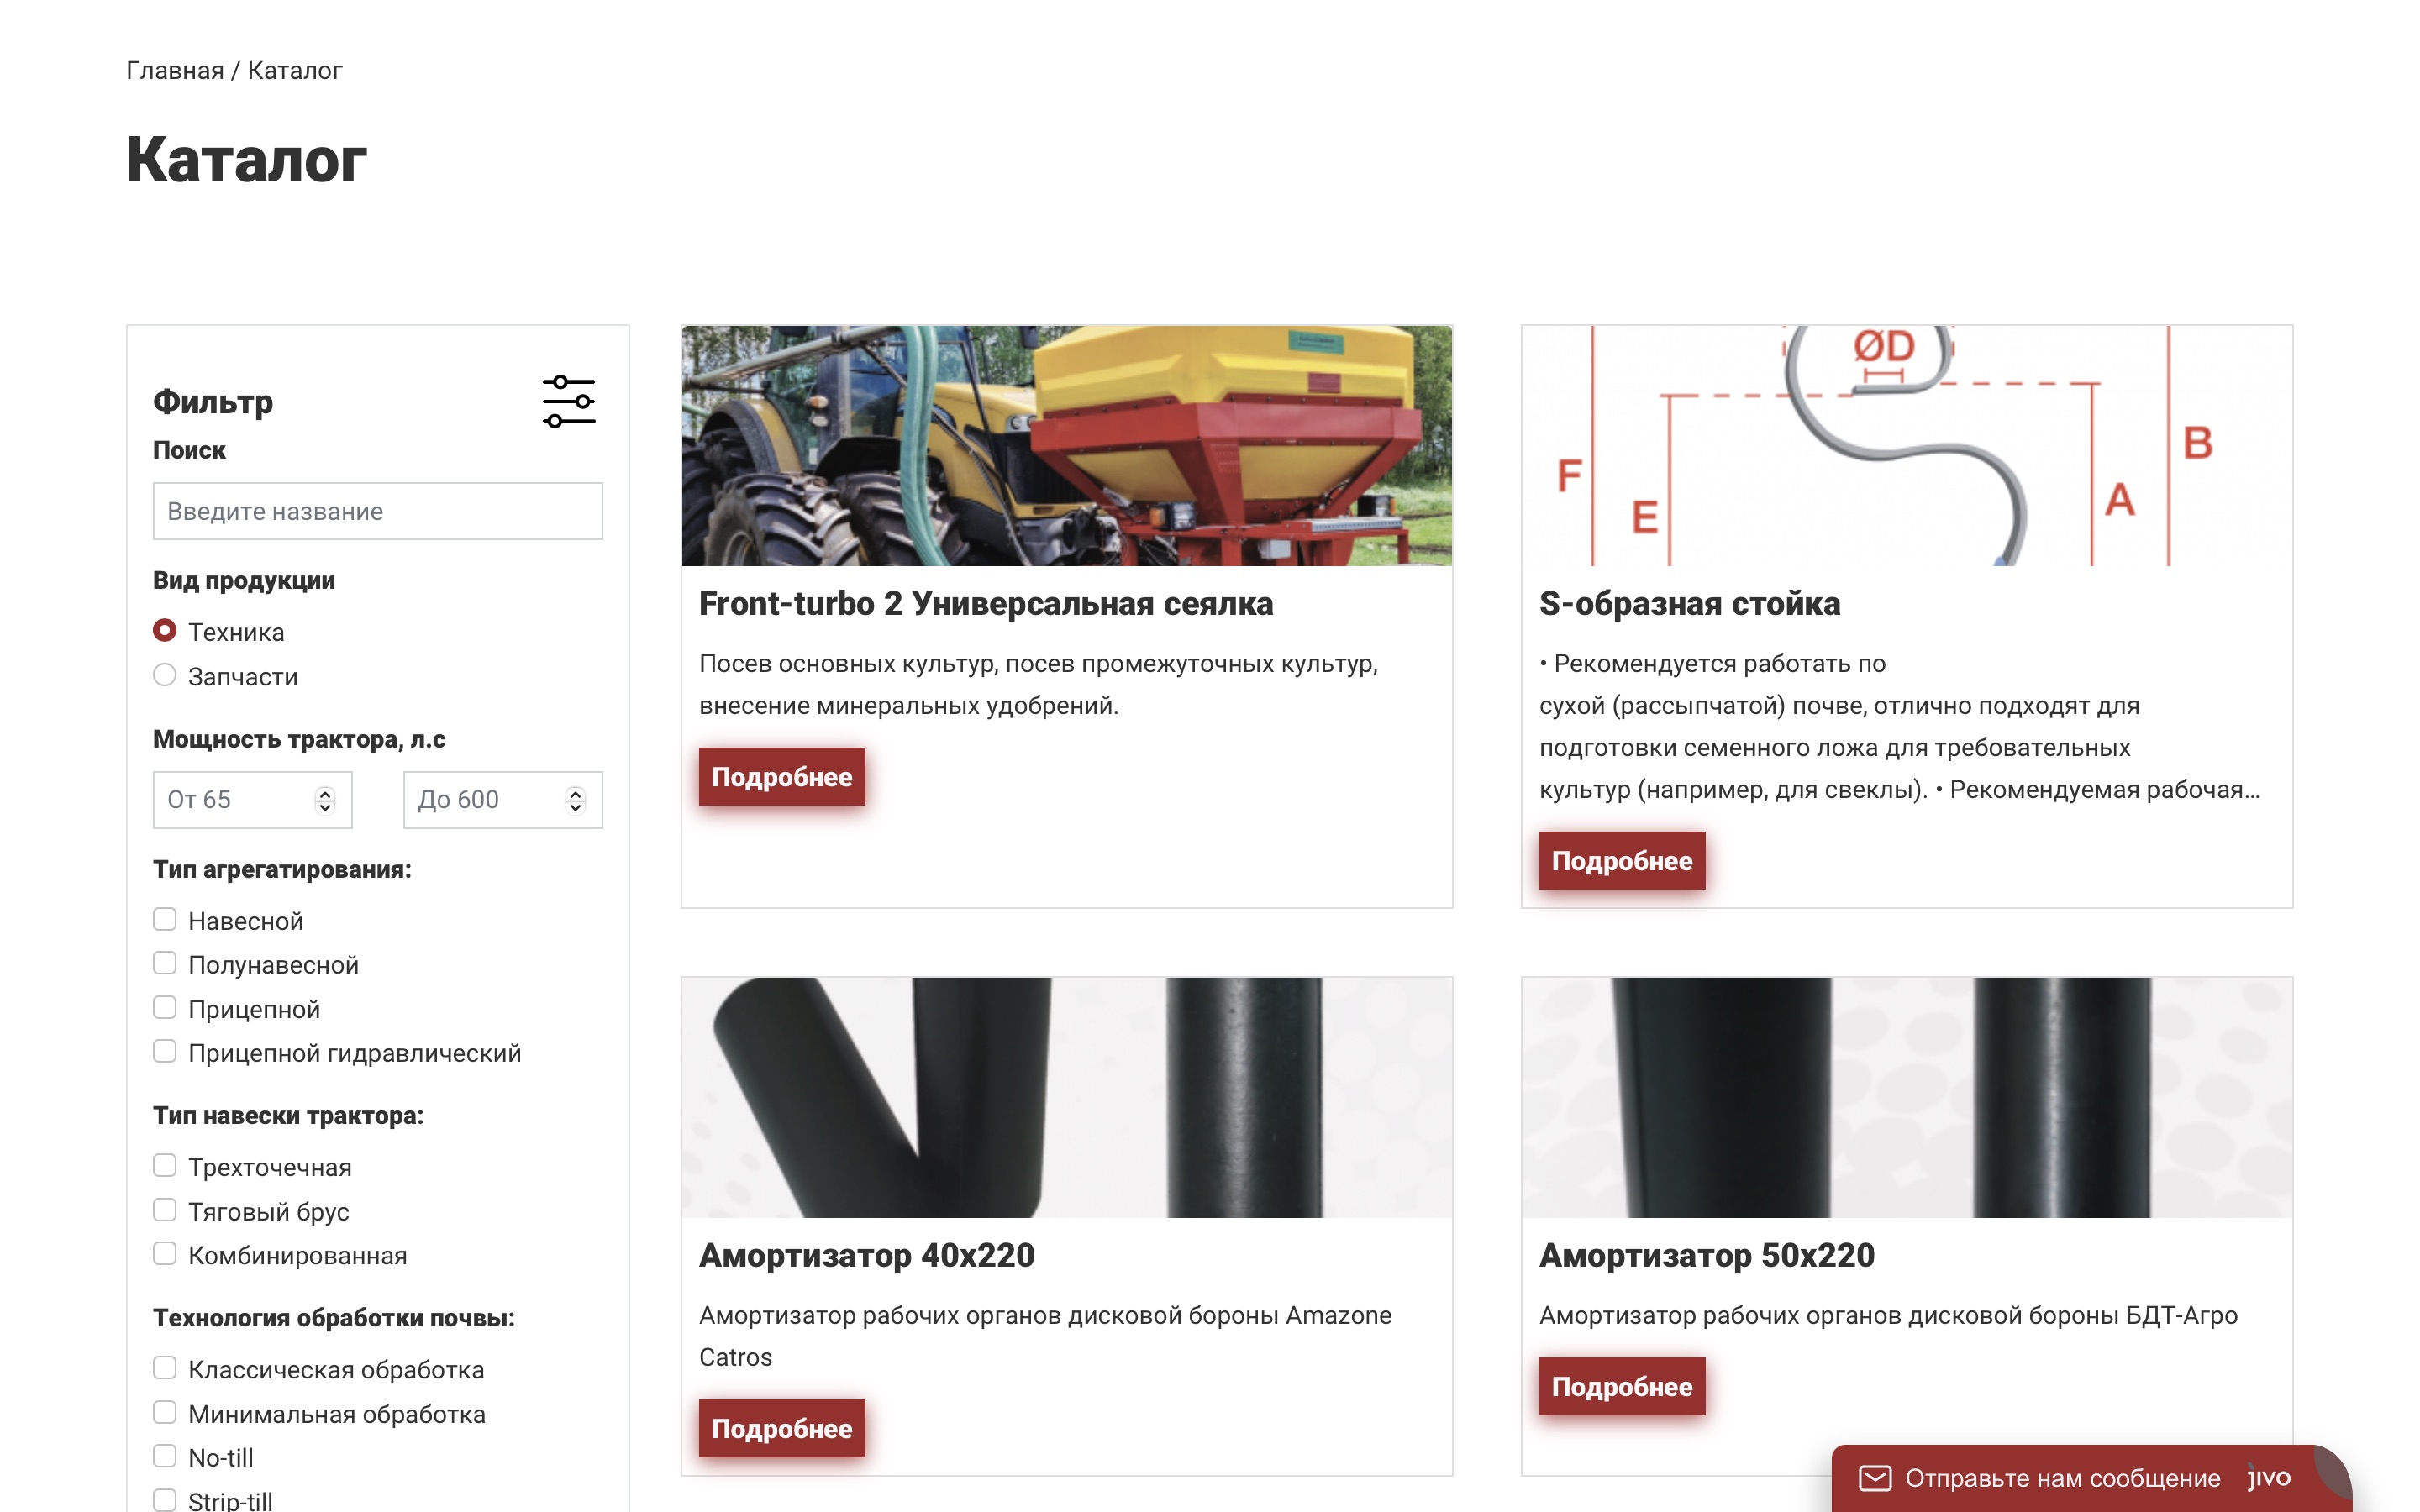 Главная / Каталог
Каталог
Фильтр
Поиск
Введите название
Вид продукции
Техника
Запчасти
Мощность трактора, л.с
От 65
До 600
Тип агрегатирования:
Навесной
Полунавесной
Прицепной
Прицепной гидравлический
Тип навески трактора:
Трехточечная
Тяговый брус
Комбинированная
Технология обработки почвы:
Классическая обработка
Минимальная обработка
No-till
Strip-till
Front-turbo 2 Универсальная сеялка
Посев основных культур, посев промежуточных культур,
внесение минеральных удобрений.
Подробнее
ØD
F
E
A
B
S-образная стойка
• Рекомендуется работать по
сухой (рассыпчатой) почве, отлично подходят для
подготовки семенного ложа для требовательных
культур (например, для свеклы). • Рекомендуемая рабочая…
Подробнее
Амортизатор 40х220
Амортизатор рабочих органов дисковой бороны Amazone
Catros
Подробнее
Амортизатор 50х220
Амортизатор рабочих органов дисковой бороны БДТ-Агро
Подробнее
Отправьте нам сообщение jivo